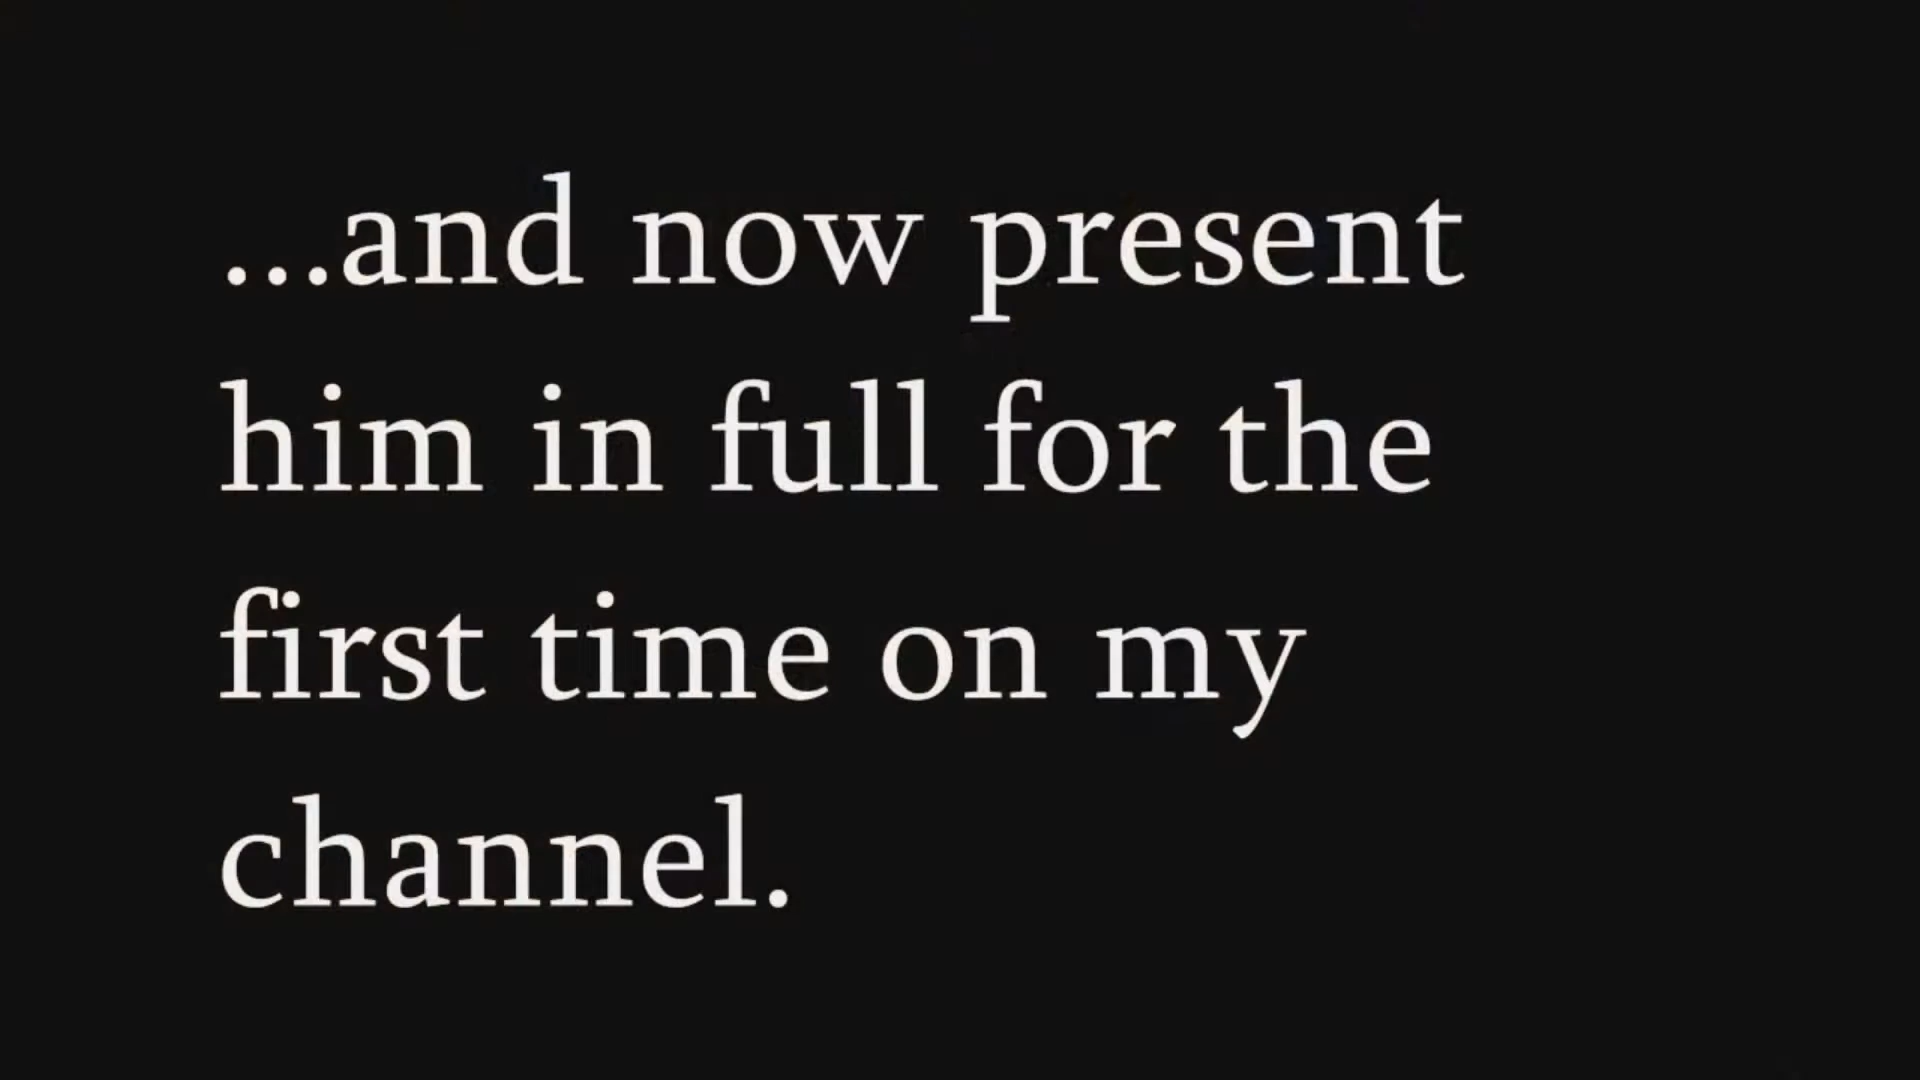 ...and now present
him in full for the
first time on my
channel.